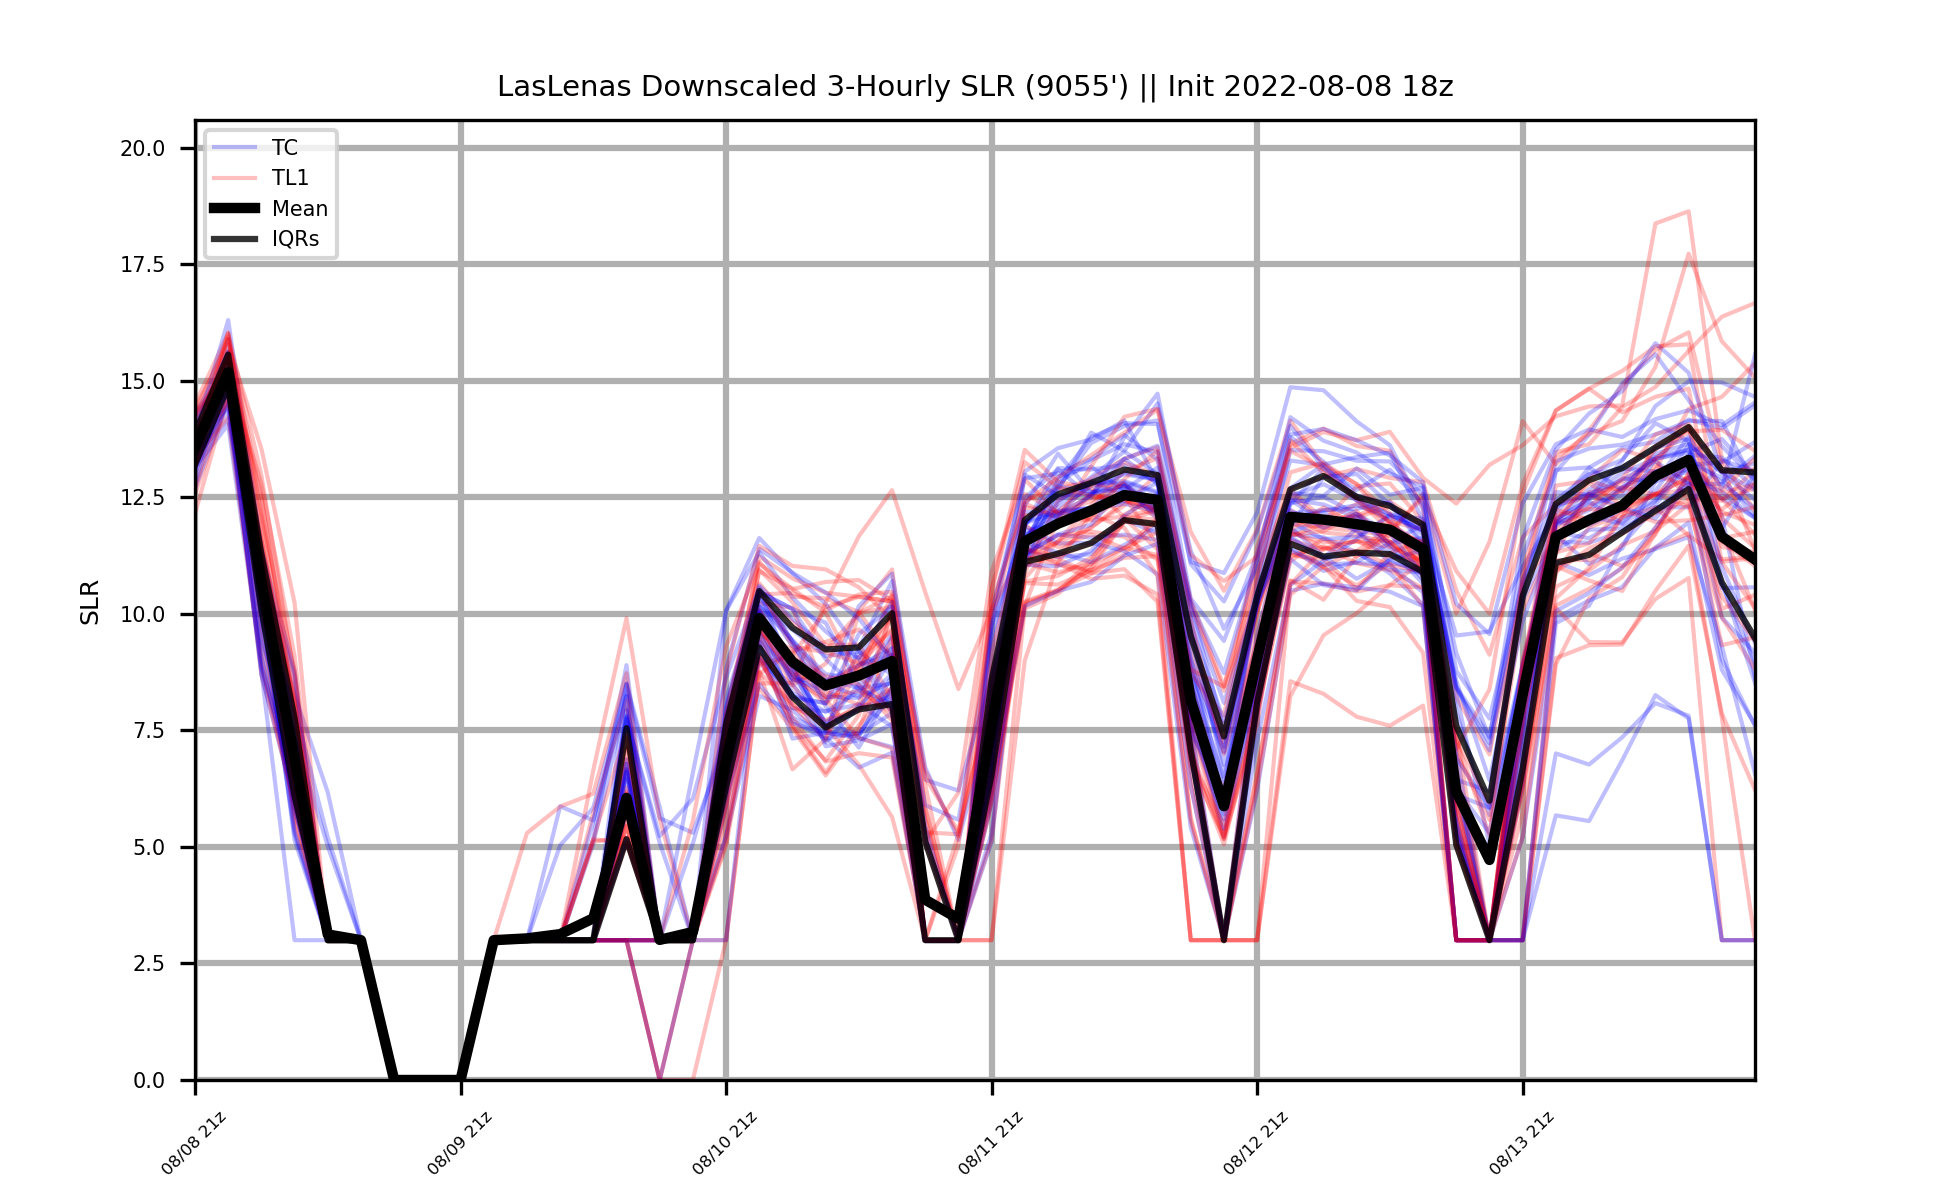 LasLenas Downscaled 3-Hourly SLR (9055') || Init 2022-08-08 18z
TC
TL1
Mean
IQRs
SLR
20.0
17.5
15.0
12.5
10.0
7.5
5.0
2.5
0.0
08/08 21z
08/09 21z
08/10 21z
08/11 21z
08/12 21z
08/13 21z